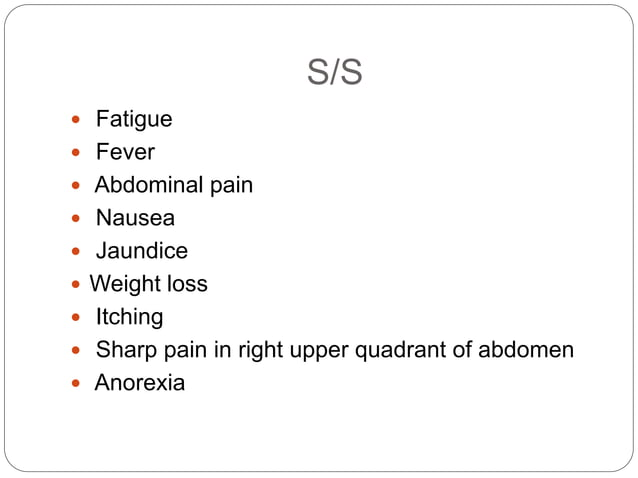 S/S
• Fatigue
• Fever
• Abdominal pain
• Nausea
• Jaundice
• Weight loss
• Itching
• Sharp pain in right upper quadrant of abdomen
• Anorexia